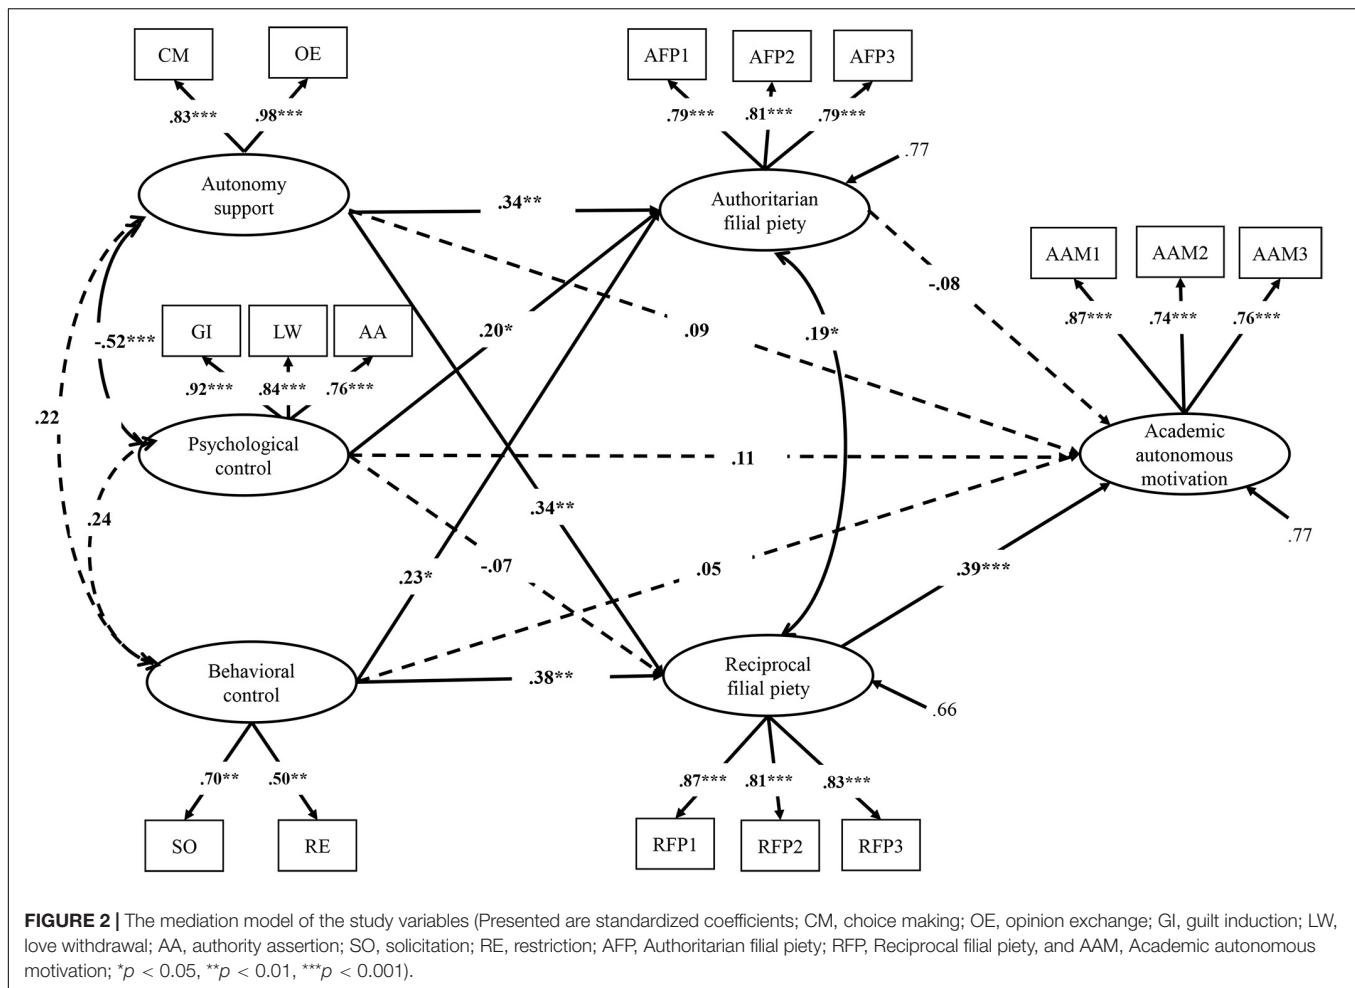 CM
OE
AFP1
AFP2
AFP3
.83***
.98***
.79***
.81***
.79***
.77
Autonomy
support
.34**
Authoritarian
filial piety
AAM1
AAM2
AAM3
-.08
GI
LW
AA
.20*
.09
.19*
.87***
.74***
.76***
-.52***
.92***
.84***
.76***
.22
Psychological
control
.11
Academic
autonomous
motivation
.24
.34**
.77
-.07
.05
.23*
.39***
Behavioral
control
.38**
Reciprocal
filial piety
.66
.70**
.50**
.87***
.81***
.83***
SO
RE
RFP1
RFP2
RFP3
FIGURE 2 | The mediation model of the study variables (Presented are standardized coefficients; CM, choice making; OE, opinion exchange; GI, guilt induction; LW,
love withdrawal; AA, authority assertion; SO, solicitation; RE, restriction; AFP, Authoritarian filial piety; RFP, Reciprocal filial piety, and AAM, Academic autonomous
motivation; *p < 0.05, **p < 0.01, ***p < 0.001).